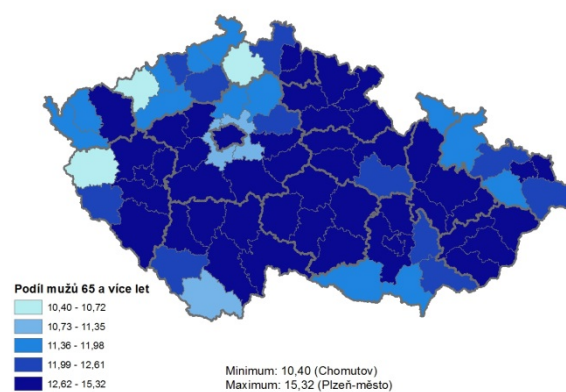 Podíl mužů 65 a více let
10,40 - 10,72
10,73 - 11,35
11,36 - 11,98
11,99 - 12,61
12,62 - 15,32
Minimum: 10,40 (Chomutov)
Maximum: 15,32 (Plzeň-město)